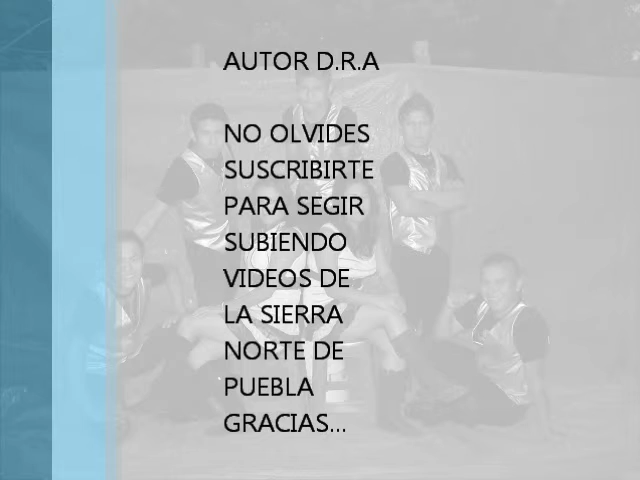 AUTOR D.R.A
NO OLVIDES
SUSCRIBIRTE
PARA SEGIR
SUBIENDO
VIDEOS DE
LA SIERRA
NORTE DE
PUEBLA
GRACIAS...